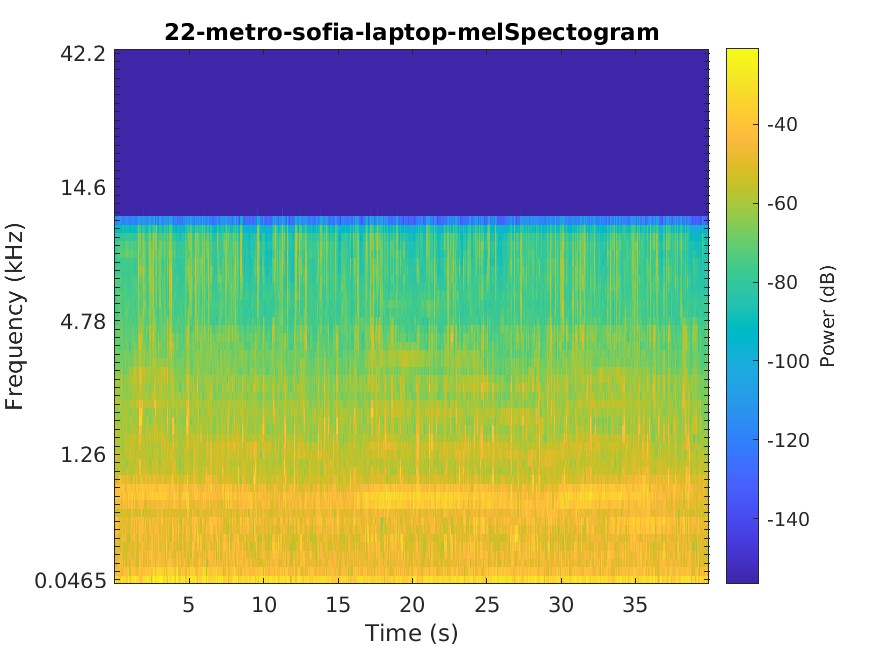 22-metro-sofia-laptop-melSpectogram
42.2
14.6
4.78
1.26
0.0465
Frequency (kHz)
5 10 15 20 25 30 35
Time (s)
-40
-60
-80
-100
-120
-140
Power (dB)